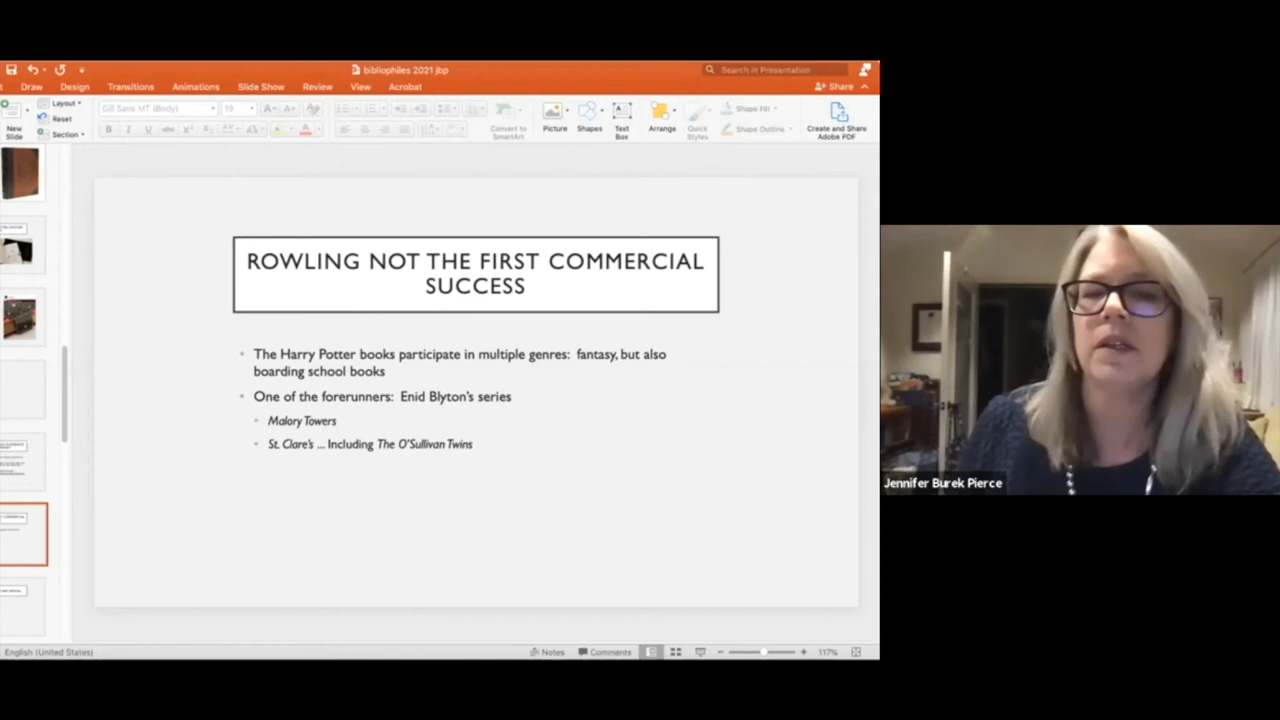 bibliophiles 2021 jbp
Search in Presentation
Draw Design Transitions Animations Slide Show Review View Acrobat Share
New Slide
Layout
Reset
Section
Gill Sans MT (Body)
Convert to SmartArt
Picture
Shapes
Text Box
Arrange
Quick Styles
Shape Fill
Shape Outline
Create and Share Adobe PDF
ROWLING NOT THE FIRST COMMERCIAL
SUCCESS
The Harry Potter books participate in multiple genres: fantasy, but also
boarding school books
One of the forerunners: Enid Blyton's series
Malory Towers
St. Clare's ... Including The O'Sullivan Twins
Jennifer Burek Pierce
English (United States)
Notes Comments 117%